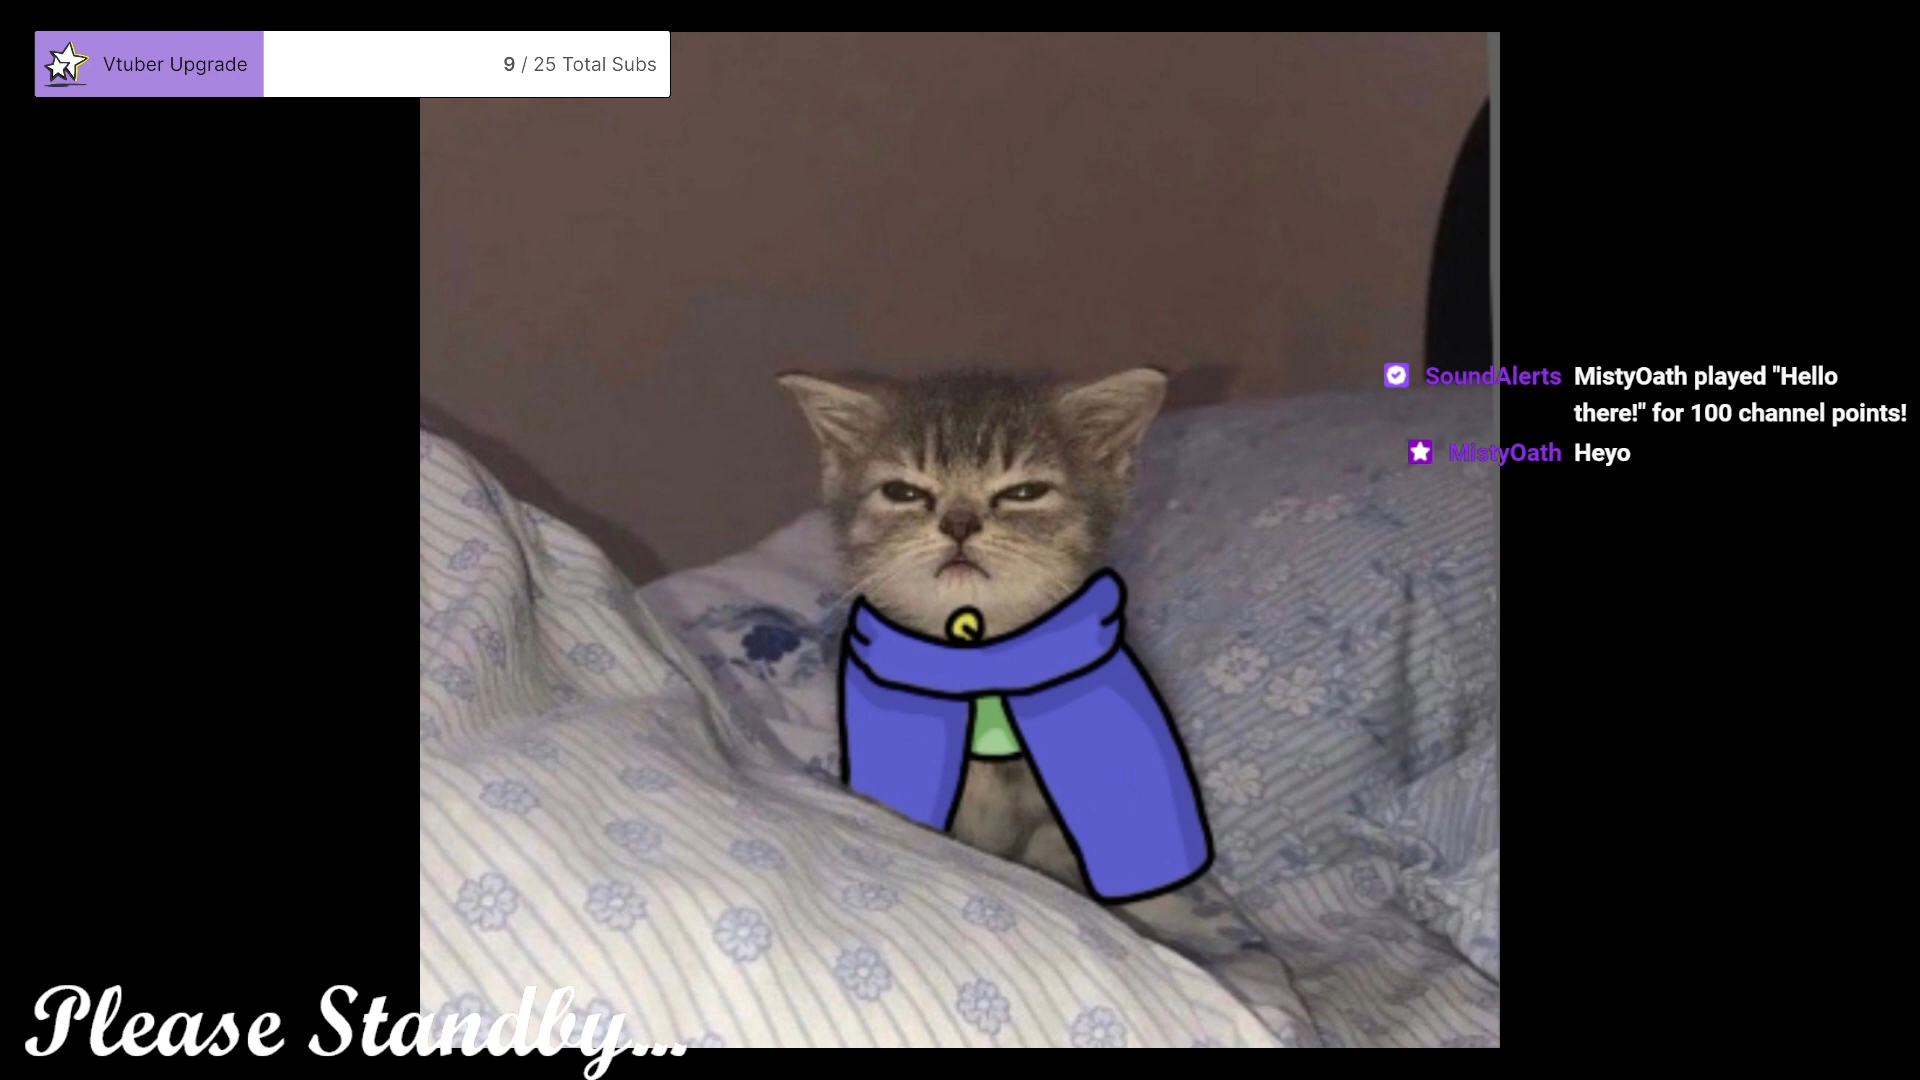 Vtuber Upgrade
9 / 25 Total Subs
SoundAlerts MistyOath played "Hello
there!" for 100 channel points!
MistyOath Heyo
Please Standby...